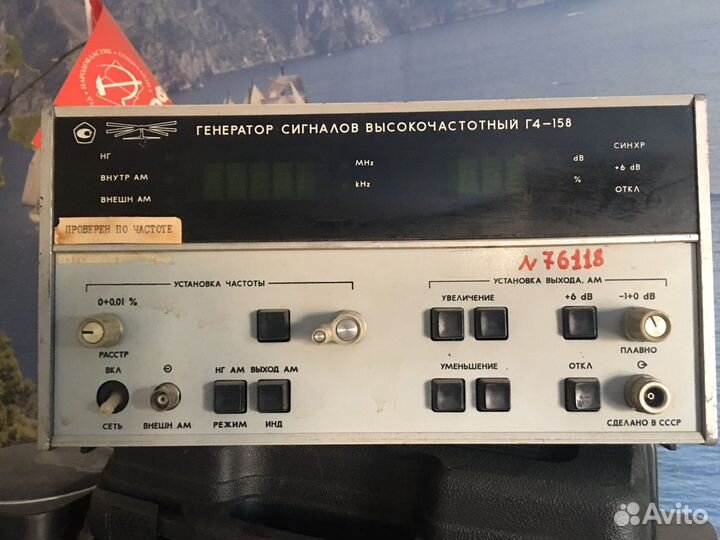 НАРОДОВЛАСТИЕ • СОЦИАЛИЗМ
ГЕНЕРАТОР СИГНАЛОВ ВЫСОКОЧАСТОТНЫЙ Г4-158
НГ
ВНУТР АМ
ВНЕШН АМ
MHz
kHz
dB
%
СИНХР
+6 dB
ОТКЛ
ПРОВЕРЕН ПО ЧАСТОТЕ
N 76118
УСТАНОВКА ЧАСТОТЫ
УСТАНОВКА ВЫХОДА, АМ
0÷0,01 %
УВЕЛИЧЕНИЕ
+6 dB
-1÷0 dB
РАССТР
ПЛАВНО
ВКЛ
НГ АМ
ВЫХОД АМ
УМЕНЬШЕНИЕ
ОТКЛ
СЕТЬ
ВНЕШН АМ
РЕЖИМ
ИНД
СДЕЛАНО В СССР
Avito